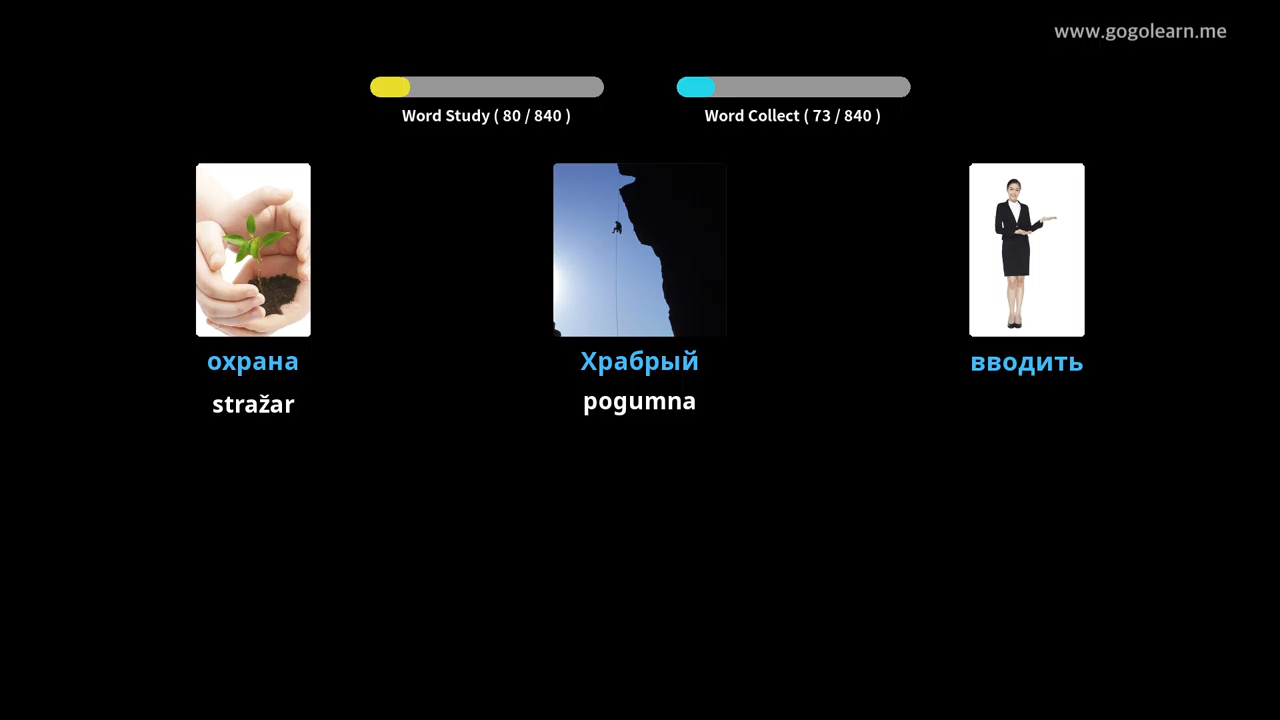 www.gogolearn.me
Word Study ( 80 / 840 )
Word Collect ( 73 / 840 )
охрана
Храбрый
вводить
stražar
pogumna